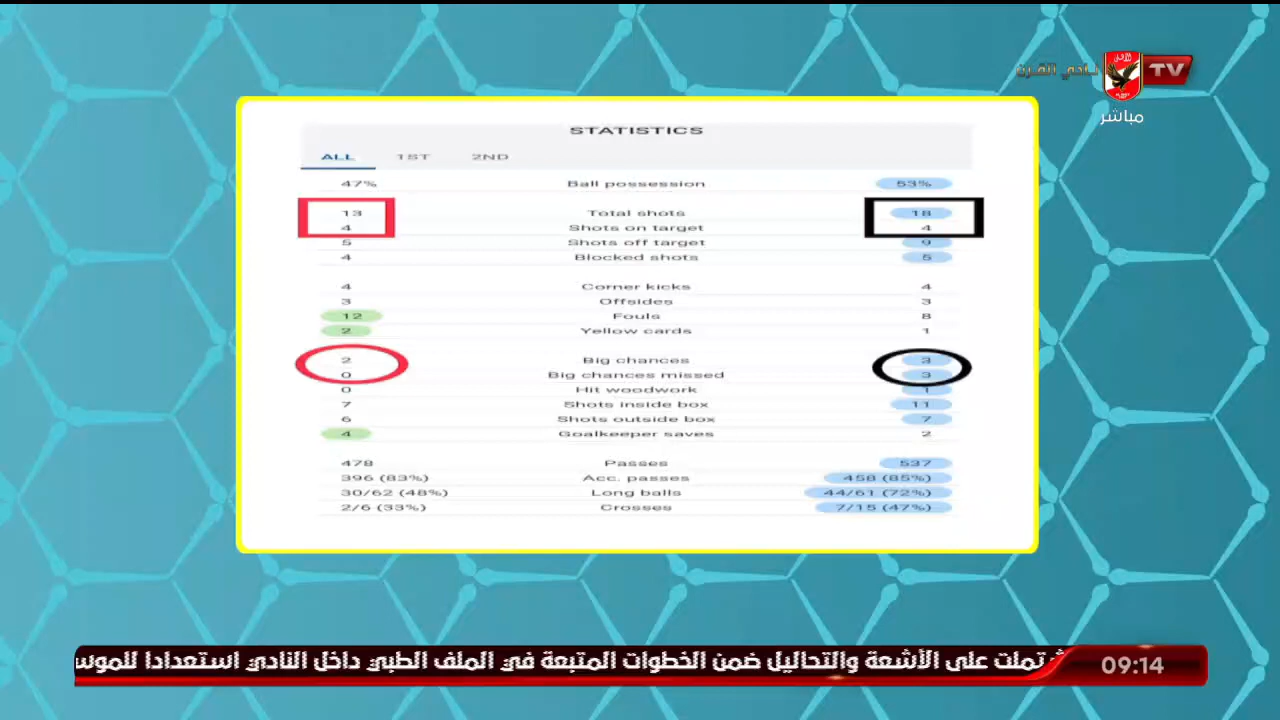 نادي القرن
TV
مباشر
STATISTICS
ALL 1ST 2ND
47% Ball possession 53%
13 Total shots 18
4 Shots on target 4
5 Shots off target 9
4 Blocked shots 5
4 Corner kicks 4
3 Offsides 3
12 Fouls 8
2 Yellow cards 1
2 Big chances 3
0 Big chances missed 3
0 Hit woodwork 1
7 Shots inside box 11
6 Shots outside box 7
4 Goalkeeper saves 2
478 Passes 537
396 (83%) Acc. passes 458 (85%)
30/62 (48%) Long balls 44/61 (72%)
2/6 (33%) Crosses 7/15 (47%)
تملت على الأشعة والتحاليل ضمن الخطوات المتبعة في الملف الطبي داخل النادي استعدادا للموس
09:14